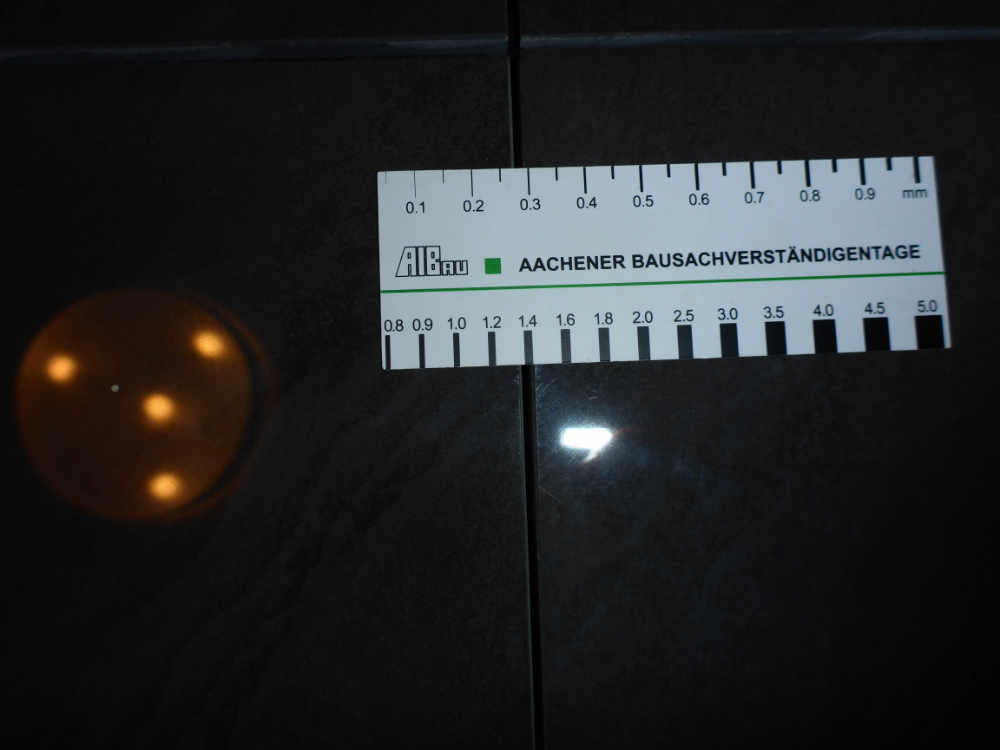 0.1 0.2 0.3 0.4 0.5 0.6 0.7 0.8 0.9 mm
AIBAU AACHENER BAUSACHVERSTÄNDIGENTAGE
0.8 0.9 1.0 1.2 1.4 1.6 1.8 2.0 2.5 3.0 3.5 4.0 4.5 5.0